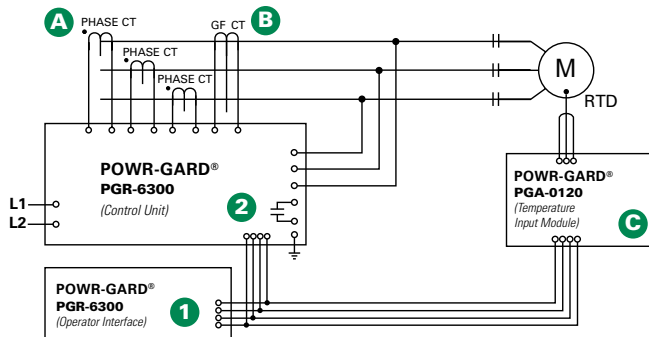 A
PHASE CT
GF CT
B
PHASE CT
PHASE CT
M
RTD
POWR-GARD®
PGR-6300
(Control Unit)
L1
L2
2
POWR-GARD®
PGA-0120
(Temperature
Input Module)
C
POWR-GARD®
PGR-6300
(Operator Interface)
1